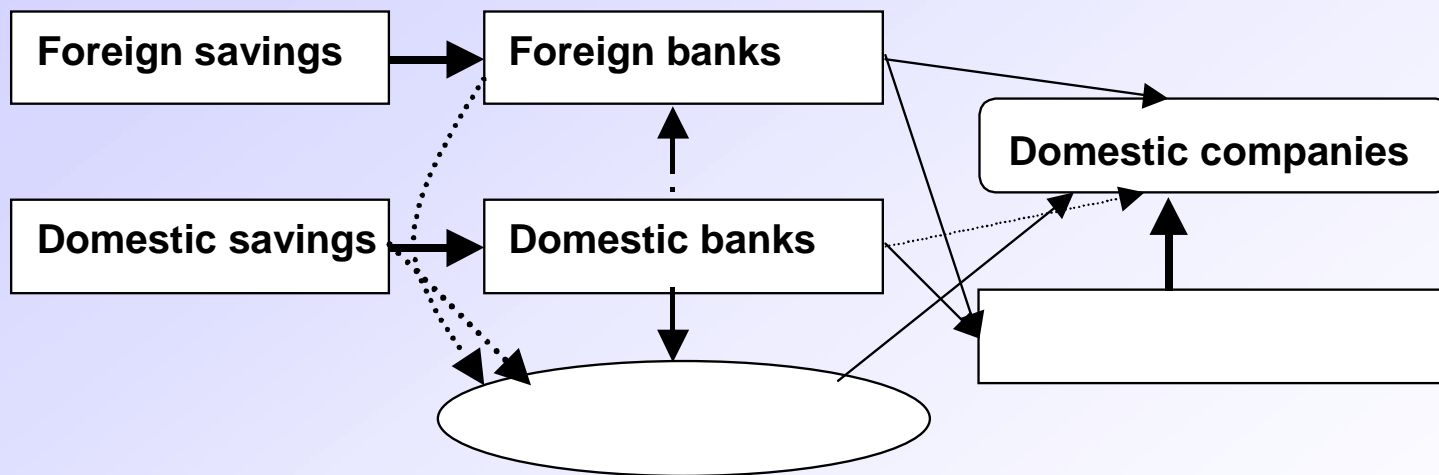 Foreign savings
Foreign banks
Domestic companies
Domestic savings
Domestic banks